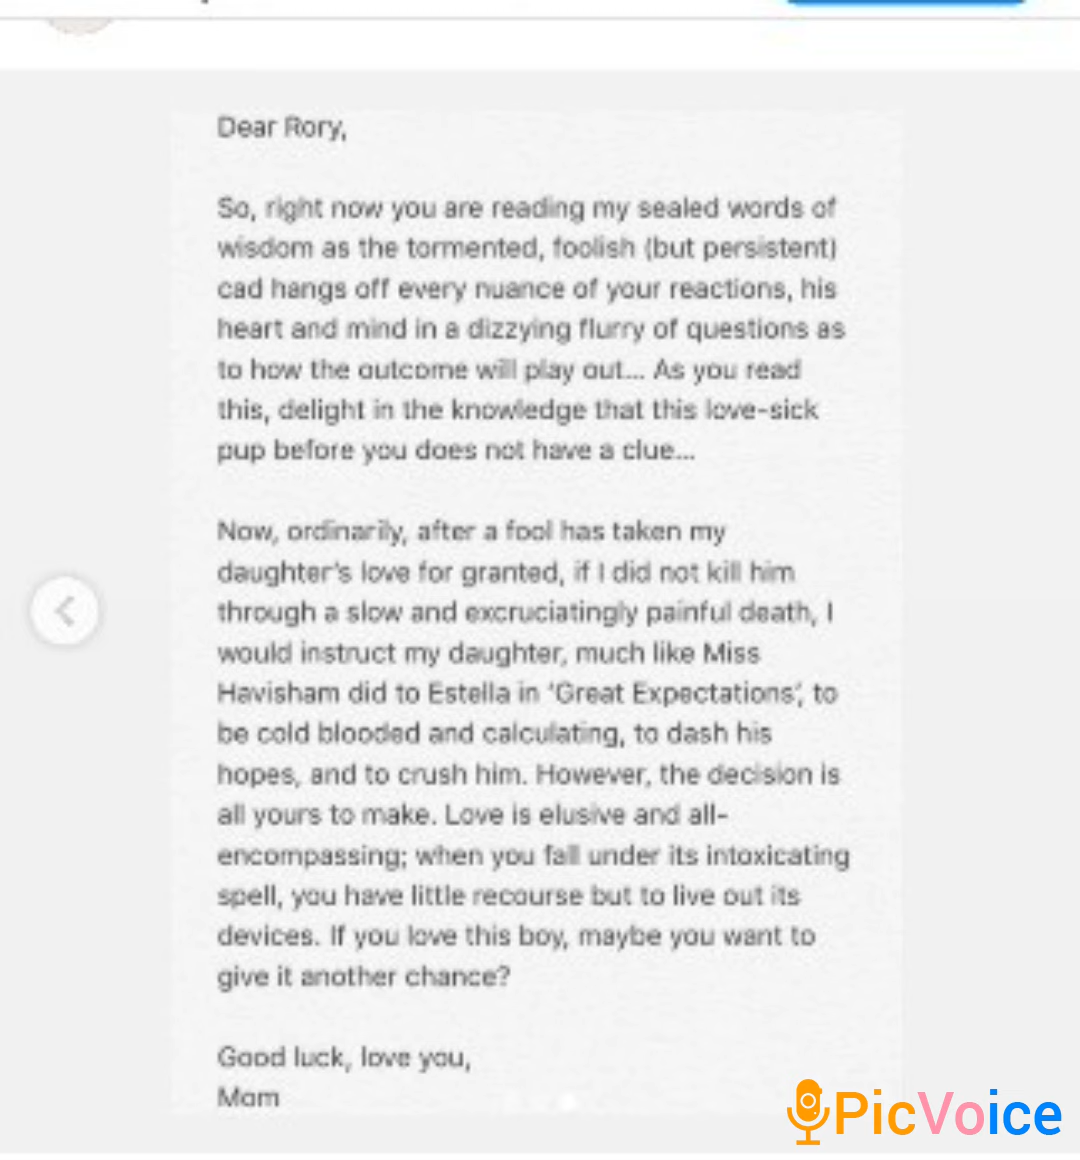 Dear Rory,
So, right now you are reading my sealed words of
wisdom as the tormented, foolish (but persistent)
cad hangs off every nuance of your reactions, his
heart and mind in a dizzying flurry of questions as
to how the outcome will play out... As you read
this, delight in the knowledge that this love-sick
pup before you does not have a clue...
Now, ordinarily, after a fool has taken my
daughter's love for granted, if I did not kill him
through a slow and excruciatingly painful death, I
would instruct my daughter, much like Miss
Havisham did to Estella in 'Great Expectations', to
be cold blooded and calculating, to dash his
hopes, and to crush him. However, the decision is
all yours to make. Love is elusive and all-
encompassing; when you fall under its intoxicating
spell, you have little recourse but to live out its
devices. If you love this boy, maybe you want to
give it another chance?
Good luck, love you,
Mom
PicVoice